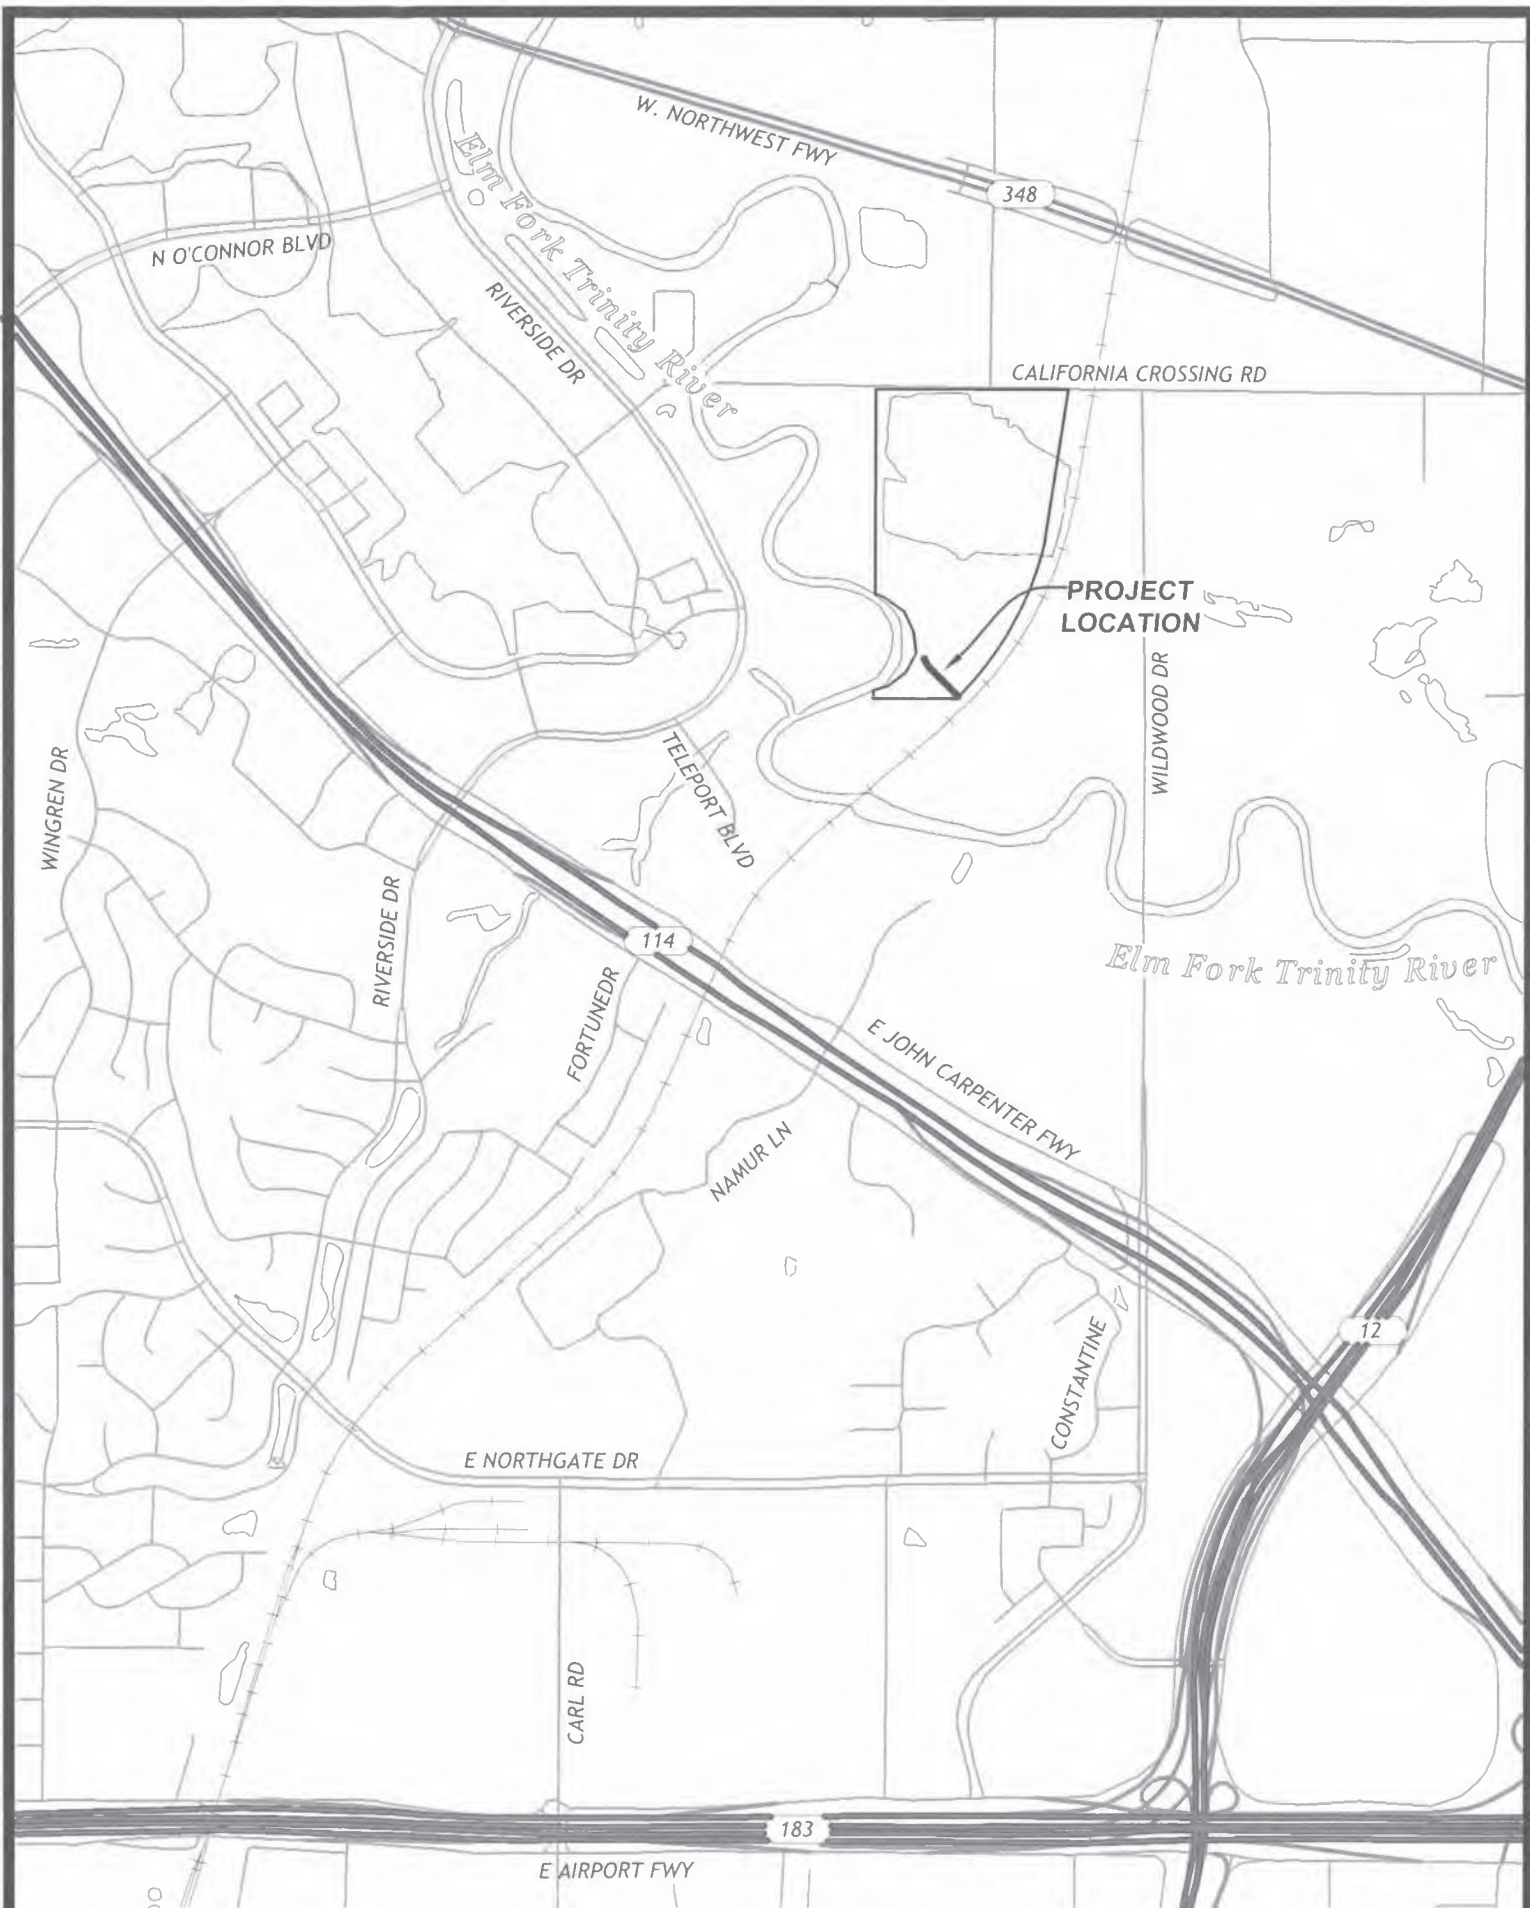 W. NORTHWEST FWY
348
N O'CONNOR BLVD
Elm Fork Trinity River
RIVERSIDE DR
CALIFORNIA CROSSING RD
PROJECT
LOCATION
WILDWOOD DR
TELEPORT BLVD
WINGREN DR
RIVERSIDE DR
114
Elm Fork Trinity River
FORTUNEDR
E JOHN CARPENTER FWY
NAMUR LN
12
CONSTANTINE
E NORTHGATE DR
CARL RD
183
E AIRPORT FWY